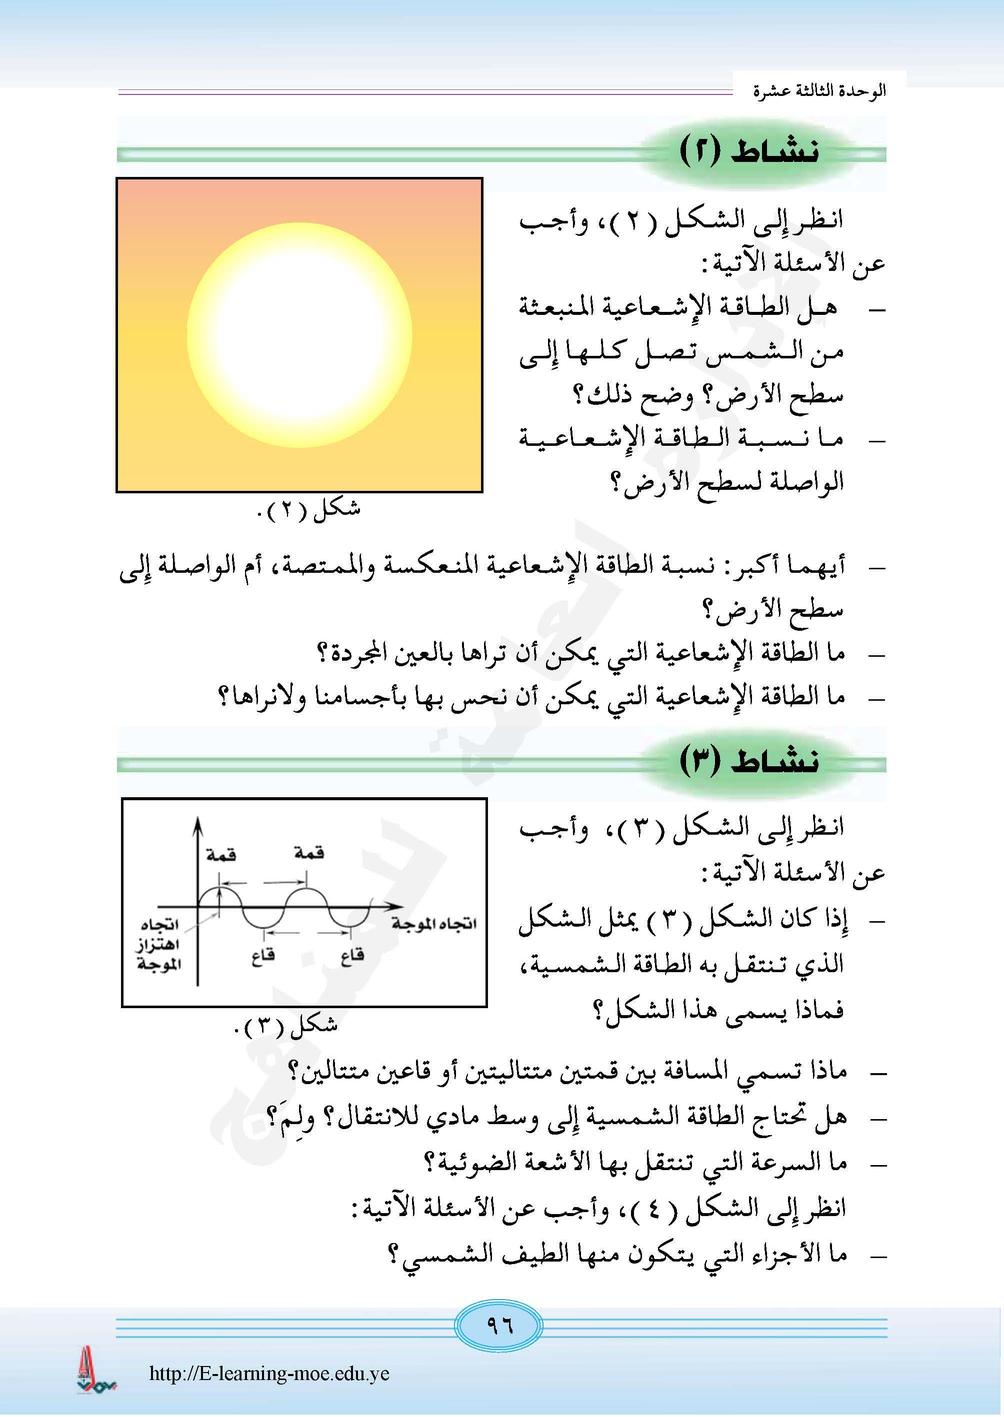 الوحدة الثالثة عشرة
نشاط (٢)
انظر إلى الشكل (٢)، وأجب
عن الأسئلة الآتية:
– هل الطاقة الإشعاعية المنبعثة
من الشمس تصل كلها إلى
سطح الأرض؟ وضح ذلك؟
– ما نسبة الطاقة الإشعاعية
الواصلة لسطح الأرض؟
شكل (٢).
– أيهما أكبر: نسبة الطاقة الإشعاعية المنعكسة والممتصة، أم الواصلة إلى
سطح الأرض؟
– ما الطاقة الإشعاعية التي يمكن أن تراها بالعين المجردة؟
– ما الطاقة الإشعاعية التي يمكن أن نحس بها بأجسامنا ولانراها؟
نشاط (٣)
انظر إلى الشكل (٣)، وأجب
عن الأسئلة الآتية:
– إذا كان الشكل (٣) يمثل الشكل
الذي تنتقل به الطاقة الشمسية،
فماذا يسمى هذا الشكل؟
قمة
قمة
اتجاه الموجة
اتجاه
اهتزاز
الموجة
قاع
قاع
شكل (٣).
– ماذا تسمي المسافة بين قمتين متتاليتين أو قاعين متتالين؟
– هل تحتاج الطاقة الشمسية إلى وسط مادي للانتقال؟ ولِمَ؟
– ما السرعة التي تنتقل بها الأشعة الضوئية؟
انظر إلى الشكل (٤)، وأجب عن الأسئلة الآتية:
– ما الأجزاء التي يتكون منها الطيف الشمسي؟
٩٦
http://E-learning-moe.edu.ye
الإدارة العامة للمناهج